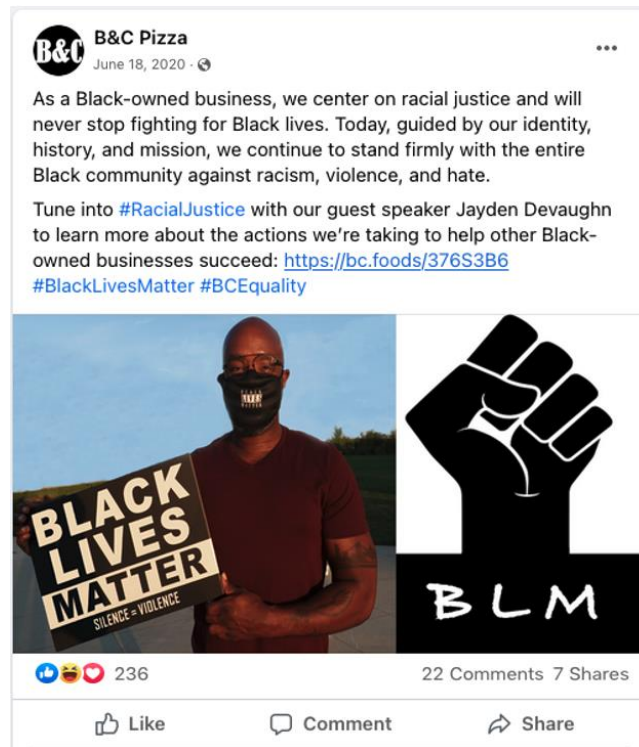 B&C
B&C Pizza
June 18, 2020 ·
As a Black-owned business, we center on racial justice and will
never stop fighting for Black lives. Today, guided by our identity,
history, and mission, we continue to stand firmly with the entire
Black community against racism, violence, and hate.
Tune into #RacialJustice with our guest speaker Jayden Devaughn
to learn more about the actions we’re taking to help other Black-
owned businesses succeed: https://bc.foods/376S3B6
#BlackLivesMatter #BCEquality
BLACK
LIVES
MATTER
BLACK
LIVES
MATTER
SILENCE = VIOLENCE
BLM
236
22 Comments 7 Shares
Like Comment Share